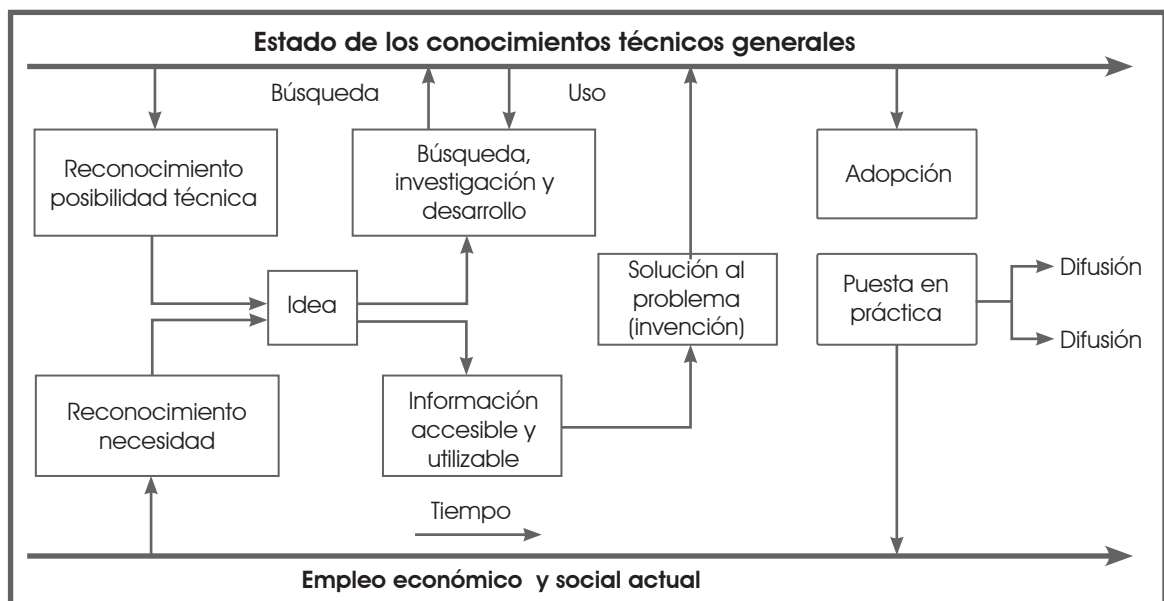 Estado de los conocimientos técnicos generales
Búsqueda
Uso
Reconocimiento
posibilidad técnica
Búsqueda,
investigación y
desarrollo
Adopción
Idea
Solución al
problema
(invención)
Puesta en
práctica
Difusión
Difusión
Reconocimiento
necesidad
Información
accesible y
utilizable
Tiempo
Empleo económico y social actual